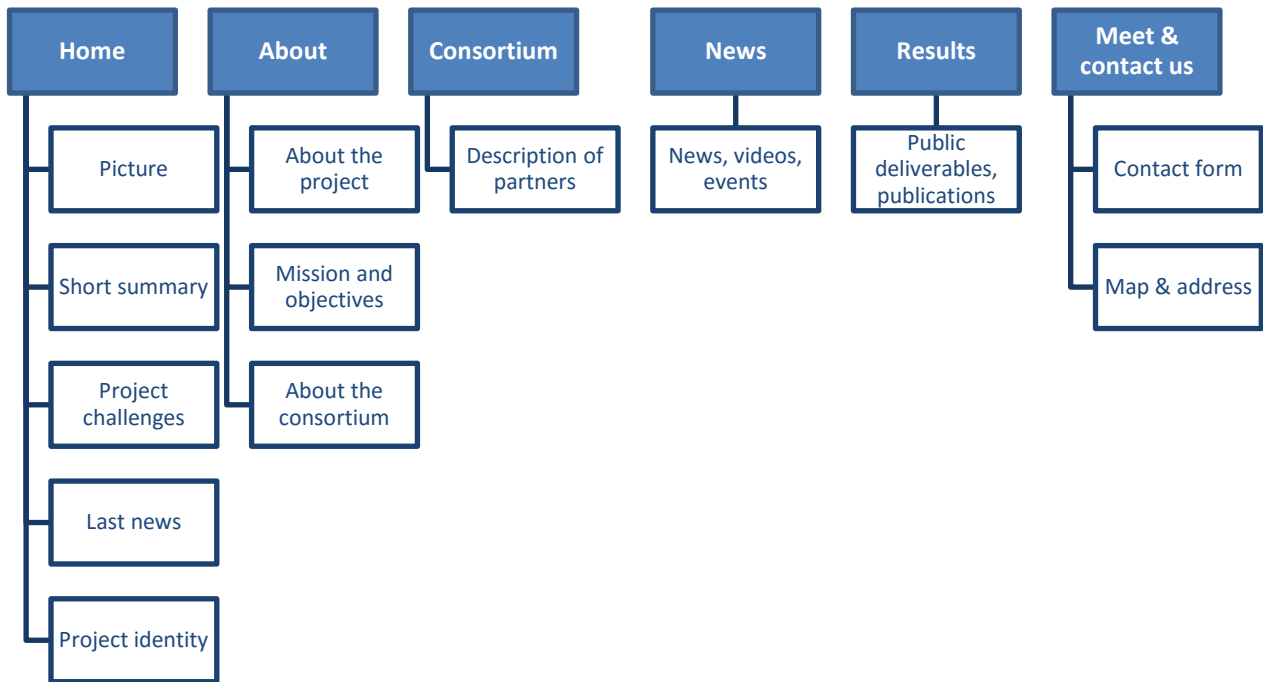 Home
Picture
Short summary
Project
challenges
Last news
Project identity
About
About the
project
Mission and
objectives
About the
consortium
Consortium
Description of
partners
News
News, videos,
events
Results
Public
deliverables,
publications
Meet &
contact us
Contact form
Map & address